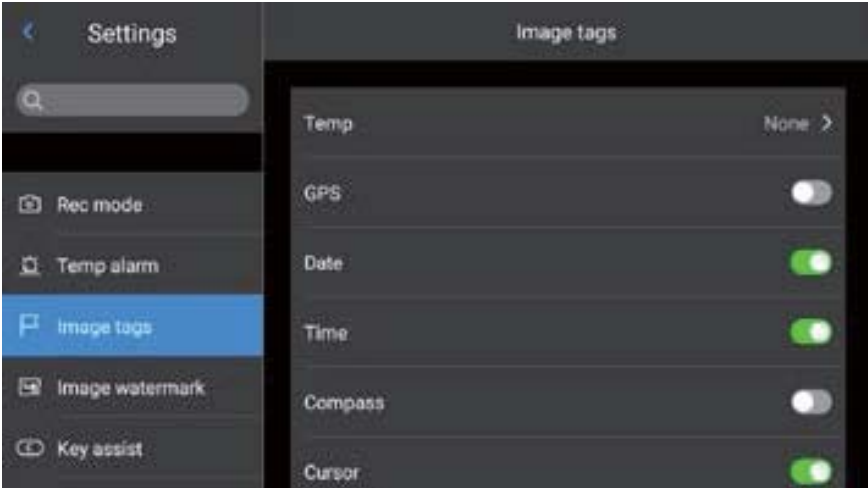 Settings
Rec mode
Temp alarm
Image tags
Image watermark
Key assist
Image tags
Temp None
GPS
Date
Time
Compass
Cursor